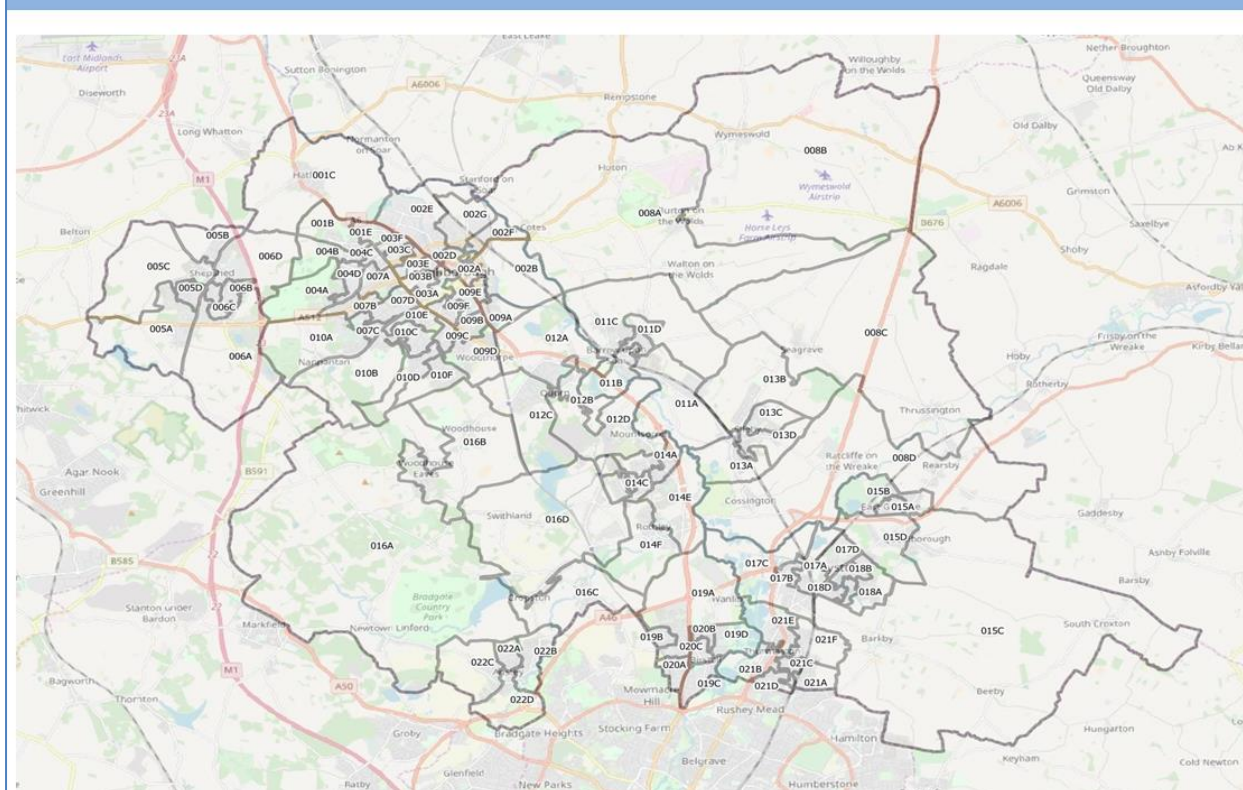 East Leake
Willoughby
on the Wolds
Nether Broughton
East Midlands
Airport
23A
Sutton Bonington
Queensway
Old Dalby
Diseworth
A6006
Rempstone
Long Whatton
Normanton
on Soar
Wymeswold
Old Dalby
008B
M1
001C
Stanford on
Hoton
Wymeswold
Airstrip
Grimston
002E
002G
008A
Burton on
the Wolds
Horse Leys
Farm Airstrip
B676
A6006
Saxelbye
Belton
005B
001B
001E
003F
002F
Cotes
Shoby
006D
004B
004C
003C
002D
005C
Shepshed
003E
002A
002B
Walton on
the Wolds
Ragdale
005D
006B
004D
007A
003B
004A
003A
009E
006C
007D
009F
005A
A512
007B
010E
009B
009A
011C
011D
Frisby on the
Wreake
Kirby Bellar
007C
010C
009C
012A
008C
006A
010A
009D
Woodthorpe
Seagrave
Hoby
Nanpantan
Rotherby
010B
010D
010F
013B
011B
012B
011A
Thrussington
012C
012D
013C
Woodhouse
016B
Mountsorrel
013D
Agar Nook
B591
Woodhouse
Eaves
014A
013A
Ratcliffe on
the Wreake
008D
Rearsby
Greenhill
014C
014E
Cossington
015B
015A
Gaddesby
Swithland
016D
Rothley
015D
016A
014F
017D
Ashby Folville
22
017C
017A
018B
B585
017B
018D
018A
Barsby
Bradgate
Country
Park
Cropston
016C
019A
Wanlip
Stanton under
Bardon
Markfield
Newtown Linford
A46
021E
015C
South Croxton
022A
022B
019B
020B
019D
021F
Barkby
022C
020C
Bagworth
M1
020A
021B
021C
Thornton
A50
Mowmacre
Hill
019C
021D
021A
Beeby
022D
Rushey Mead
Groby
Bradgate Heights
Stocking Farm
Hamilton
Hungarton
Keyham
Cold Newton
Glenfield
Belgrave
Ratby
New Parks
Humberstone